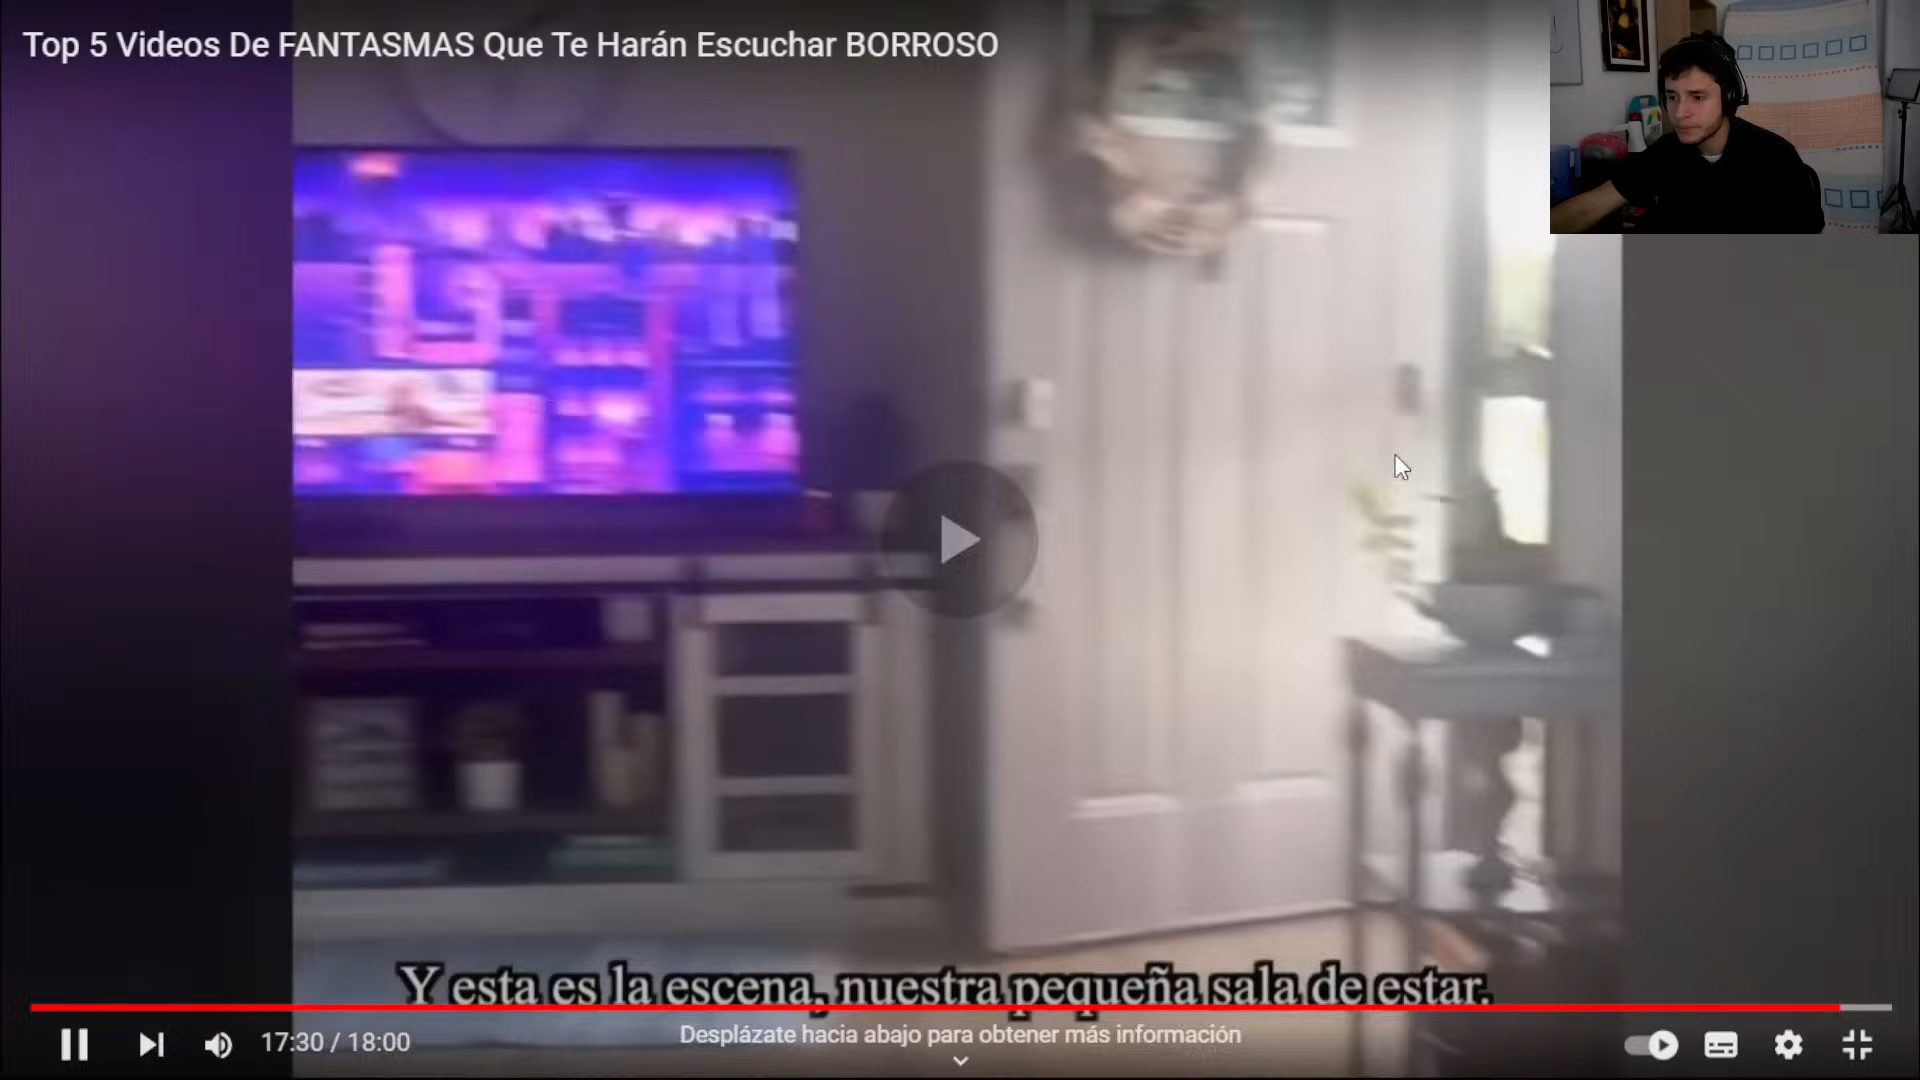 Top 5 Videos De FANTASMAS Que Te Harán Escuchar BORROSO
Y esta es la escena, nuestra pequeña sala de estar.
17:30 / 18:00
Desplázate hacia abajo para obtener más información